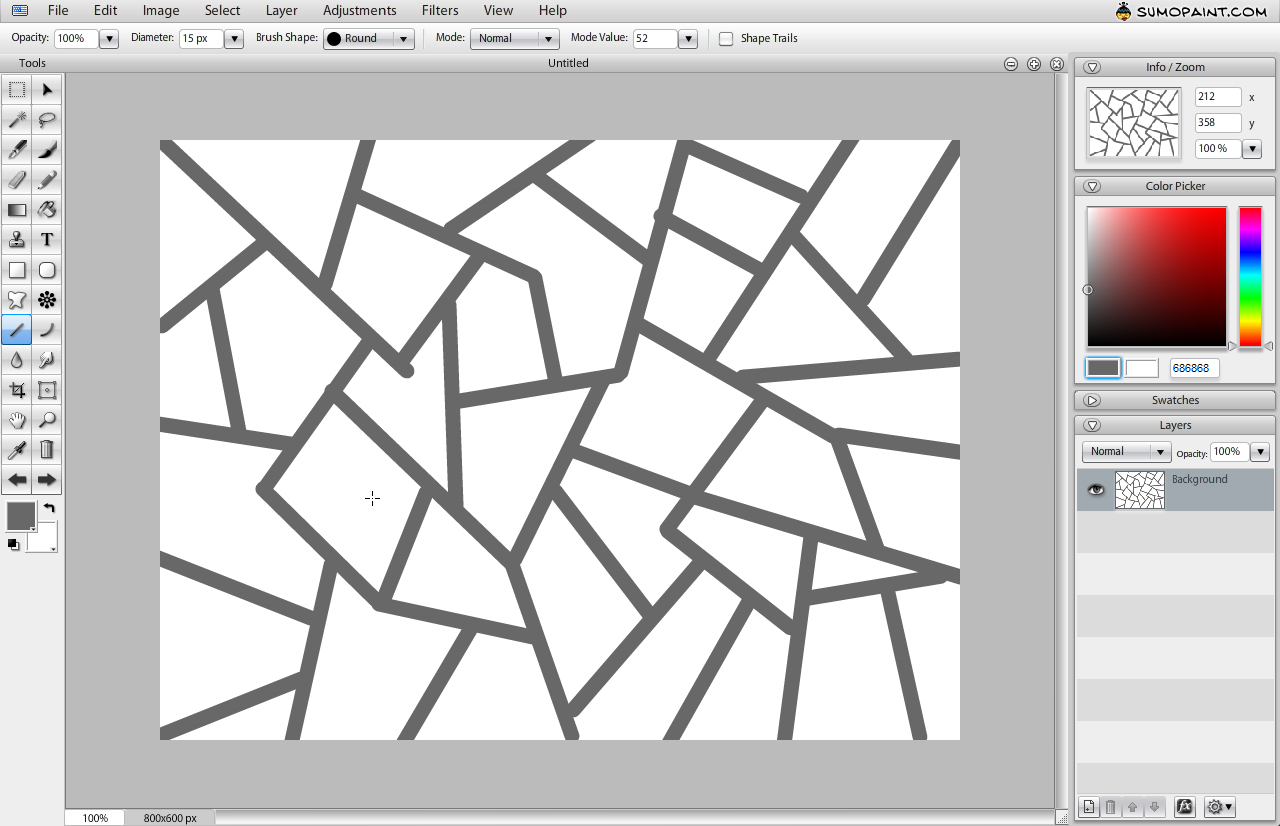 File Edit Image Select Layer Adjustments Filters View Help SUMOPAINT.COM
Opacity: 100% Diameter: 15 px Brush Shape: Round Mode: Normal Mode Value: 52 Shape Trails
Tools Untitled
Info / Zoom
212 x
358 y
100 %
Color Picker
686868
Swatches
Layers
Normal Opacity: 100%
Background
T
100% 800x600 px